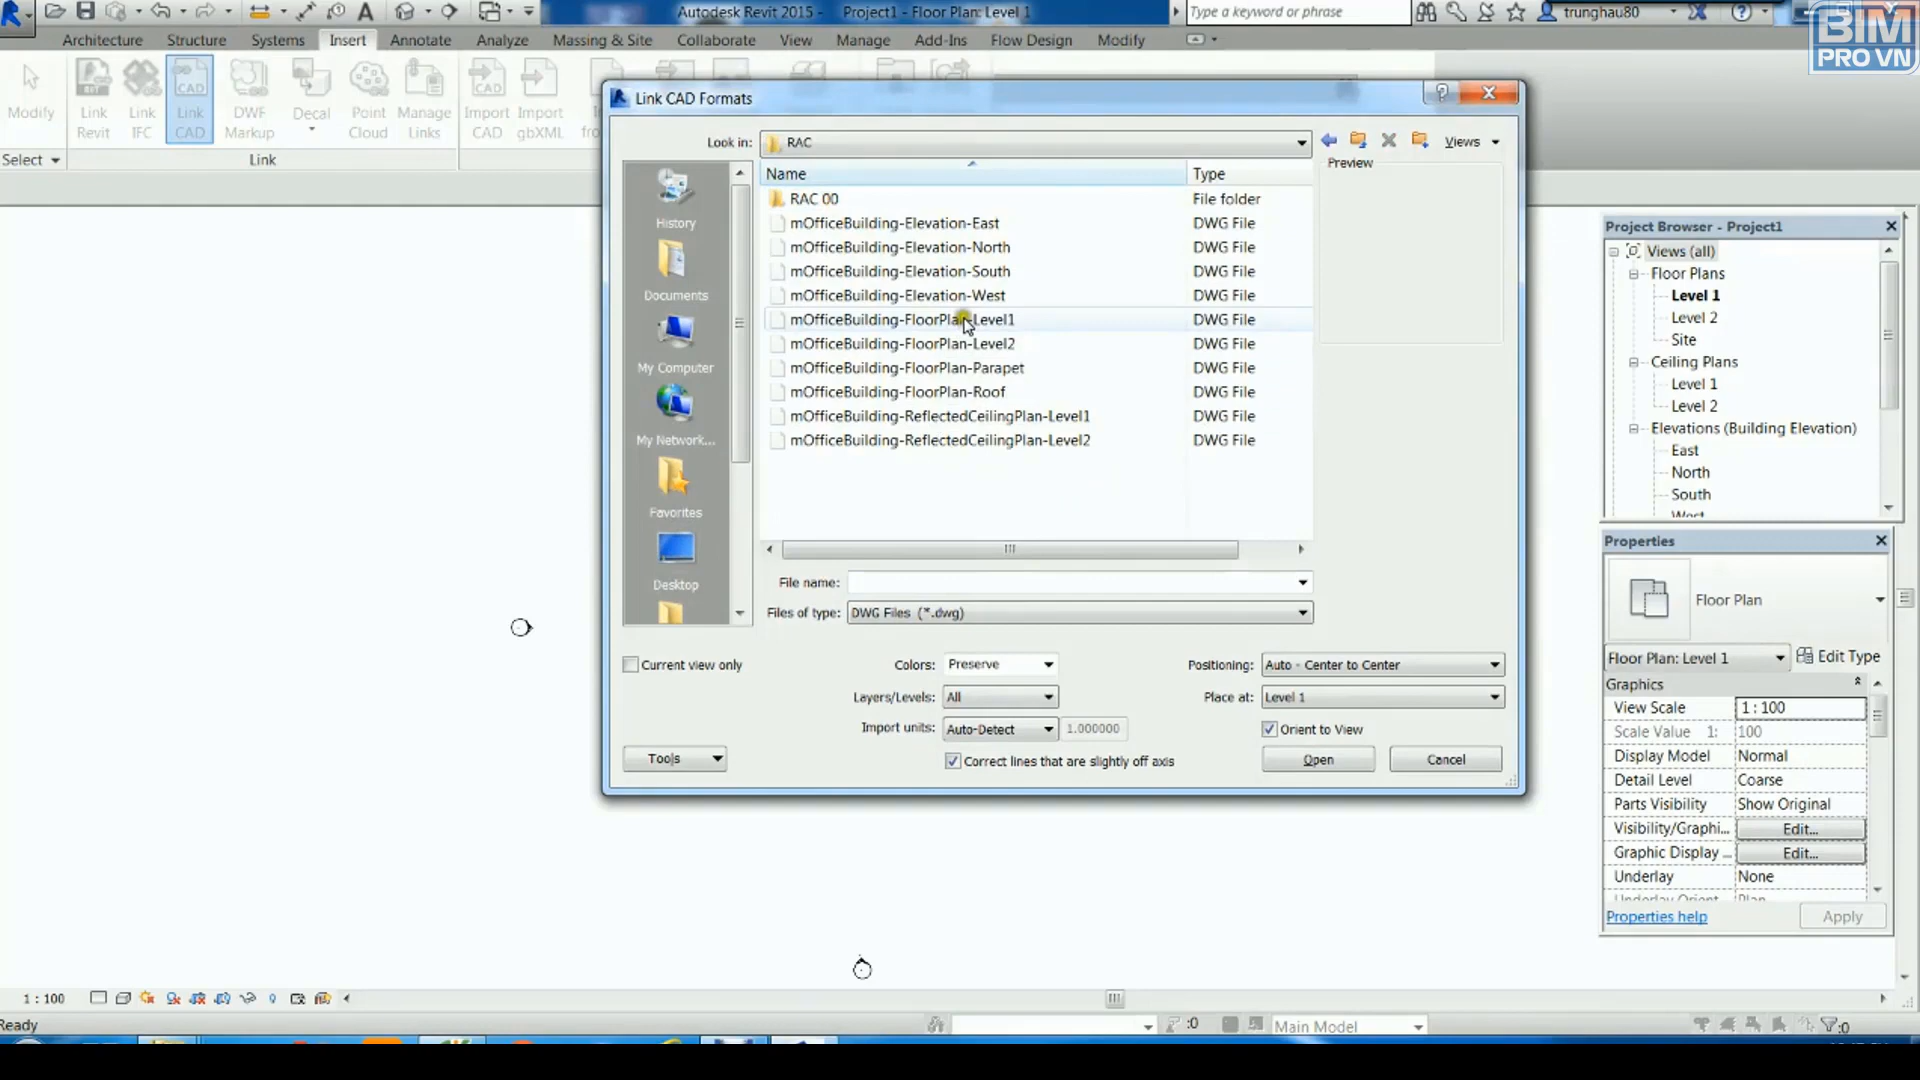 Autodesk Revit 2015 - Project1 - Floor Plan: Level 1
Type a keyword or phrase
trunghau80
BIM
PRO VN
Architecture Structure Systems Insert Annotate Analyze Massing & Site Collaborate View Manage Add-Ins Flow Design Modify
Modify
Link Revit
Link IFC
Link CAD
DWF Markup
Decal
Point Cloud
Manage Links
Import CAD
Import gbXML
Select
Link
Link CAD Formats
Look in: RAC
Views
Preview
Name Type
RAC 00 File folder
mOfficeBuilding-Elevation-East DWG File
mOfficeBuilding-Elevation-North DWG File
mOfficeBuilding-Elevation-South DWG File
mOfficeBuilding-Elevation-West DWG File
mOfficeBuilding-FloorPlan-Level1 DWG File
mOfficeBuilding-FloorPlan-Level2 DWG File
mOfficeBuilding-FloorPlan-Parapet DWG File
mOfficeBuilding-FloorPlan-Roof DWG File
mOfficeBuilding-ReflectedCeilingPlan-Level1 DWG File
mOfficeBuilding-ReflectedCeilingPlan-Level2 DWG File
History
Documents
My Computer
My Network...
Favorites
Desktop
File name:
Files of type: DWG Files (*.dwg)
Current view only
Colors: Preserve
Positioning: Auto - Center to Center
Layers/Levels: All
Place at: Level 1
Import units: Auto-Detect 1.000000
Orient to View
Correct lines that are slightly off axis
Tools
Open
Cancel
Project Browser - Project1
Views (all)
Floor Plans
Level 1
Level 2
Site
Ceiling Plans
Level 1
Level 2
Elevations (Building Elevation)
East
North
South
West
Properties
Floor Plan
Floor Plan: Level 1
Edit Type
Graphics
View Scale 1 : 100
Scale Value 1: 100
Display Model Normal
Detail Level Coarse
Parts Visibility Show Original
Visibility/Graphi... Edit...
Graphic Display ... Edit...
Underlay None
Underlay Orient... Plan
Properties help
Apply
1 : 100
Ready
:0
Main Model
:0